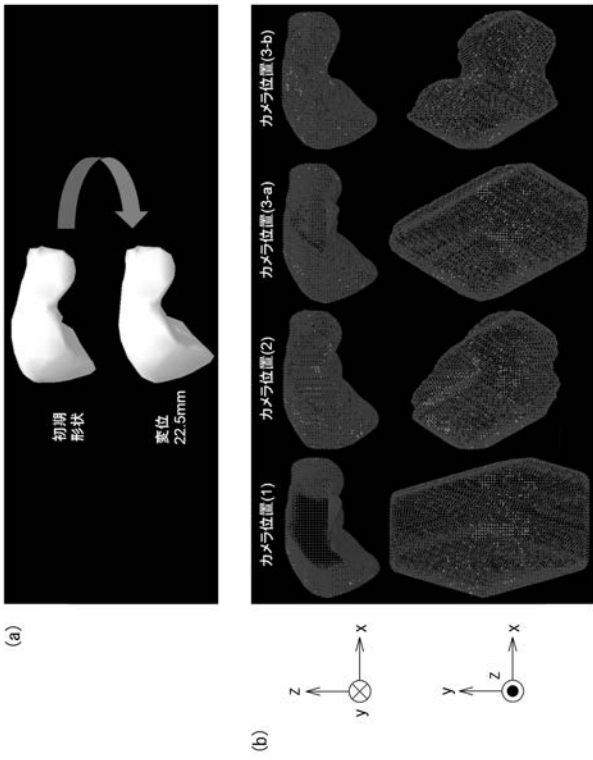 (a)
初期
形状
変位
22.5mm
(b)
カメラ位置(1)
カメラ位置(2)
カメラ位置(3-a)
カメラ位置(3-b)
z
y
x
y
z
x